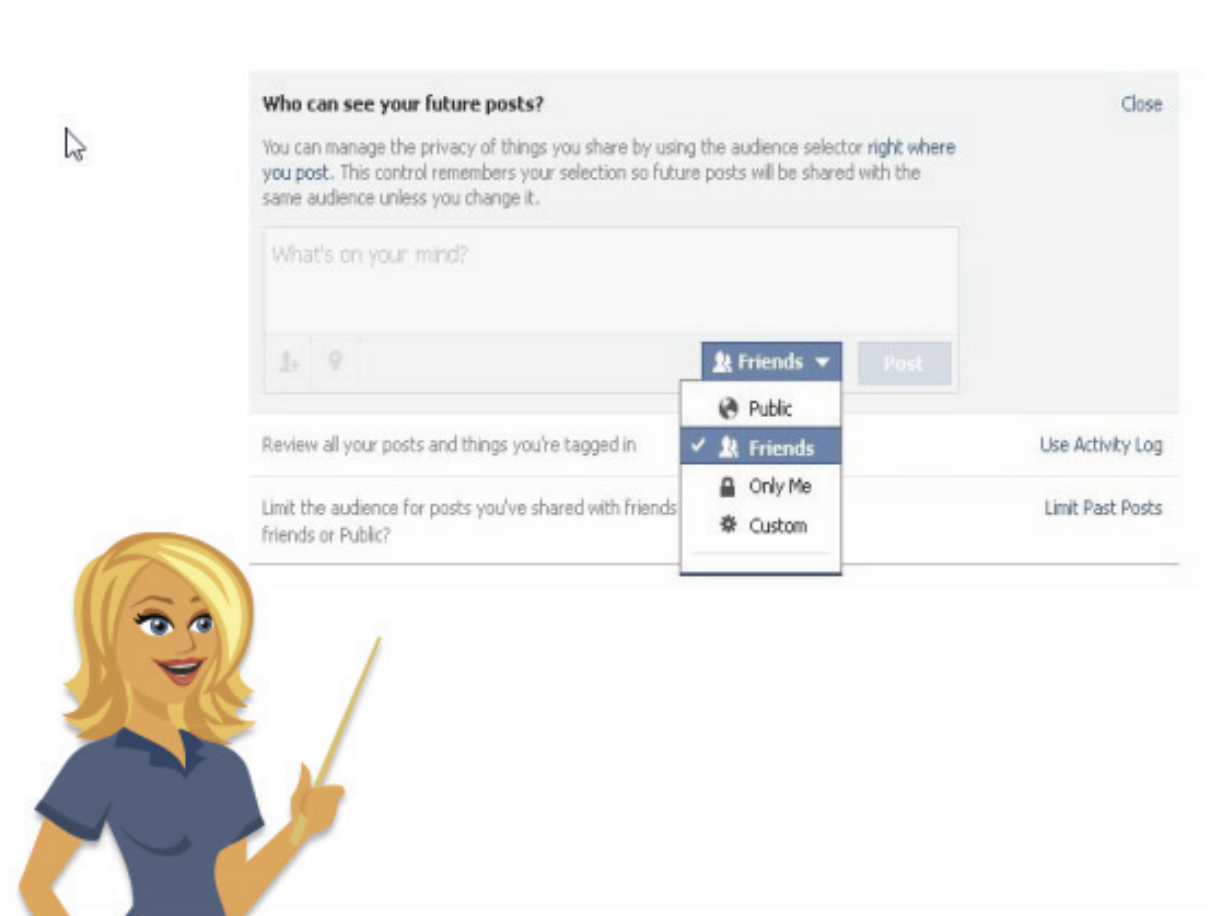 Who can see your future posts? Close
You can manage the privacy of things you share by using the audience selector right where
you post. This control remembers your selection so future posts will be shared with the
same audience unless you change it.
What's on your mind?
Friends Post
Public
Review all your posts and things you're tagged in Friends Use Activity Log
Only Me
Limit the audience for posts you've shared with friends Limit Past Posts
Custom
friends or Public?